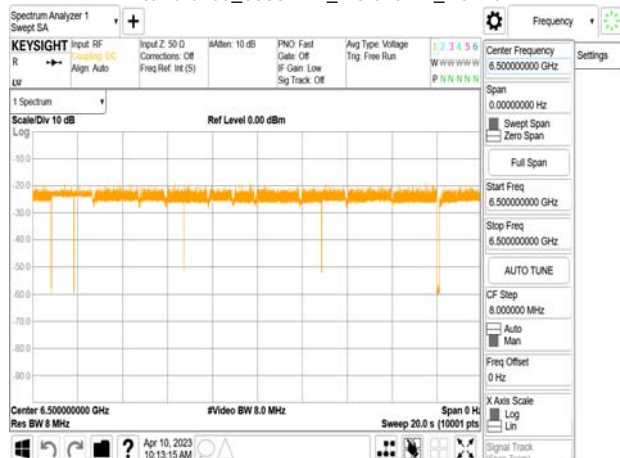 Spectrum Analyzer 1
Swept SA
+
Frequency
KEYSIGHT
R
Input: RF
Coupling: DC
Align: Auto
Input Z: 50 Ω
Corrections: Off
Freq Ref: Int (S)
#Atten: 10 dB
PNO: Fast
Gate: Off
IF Gain: Low
Sig Track: Off
Avg Type: Voltage
Trig: Free Run
1 2 3 4 5 6
W W W W W W
P N N N N N
Center Frequency
6.500000000 GHz
Settings
Span
0.00000000 Hz
Swept Span
Zero Span
Full Span
Start Freq
6.500000000 GHz
Stop Freq
6.500000000 GHz
AUTO TUNE
CF Step
8.000000 MHz
Auto
Man
Freq Offset
0 Hz
X Axis Scale
Log
Lin
Signal Track
1 Spectrum
Scale/Div 10 dB
Ref Level 0.00 dBm
Log
-10.0
-20.0
-30.0
-40.0
-50.0
-60.0
-70.0
-80.0
-90.0
Center 6.500000000 GHz
#Video BW 8.0 MHz
Span 0 Hz
Res BW 8 MHz
Sweep 20.0 s (10001 pts
?
Apr 10, 2023
10:13:15 AM